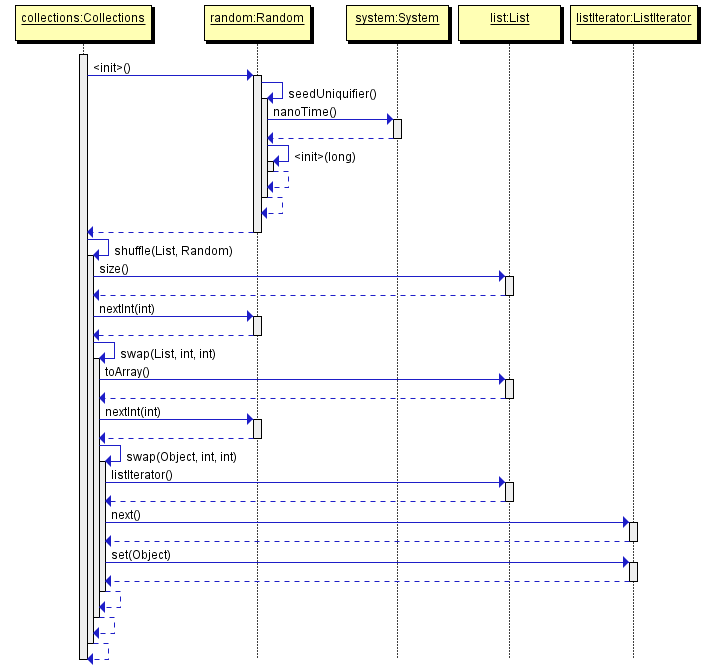 collections:Collections
random:Random
system:System
list:List
listIterator:ListIterator
<init>()
seedUniquifier()
nanoTime()
<init>(long)
shuffle(List, Random)
size()
nextInt(int)
swap(List, int, int)
toArray()
nextInt(int)
swap(Object, int, int)
listIterator()
next()
set(Object)